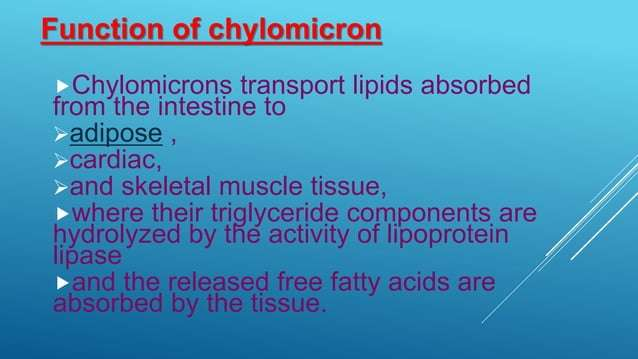 Function of chylomicron
Chylomicrons transport lipids absorbed
from the intestine to
adipose ,
cardiac,
and skeletal muscle tissue,
where their triglyceride components are
hydrolyzed by the activity of lipoprotein
lipase
and the released free fatty acids are
absorbed by the tissue.